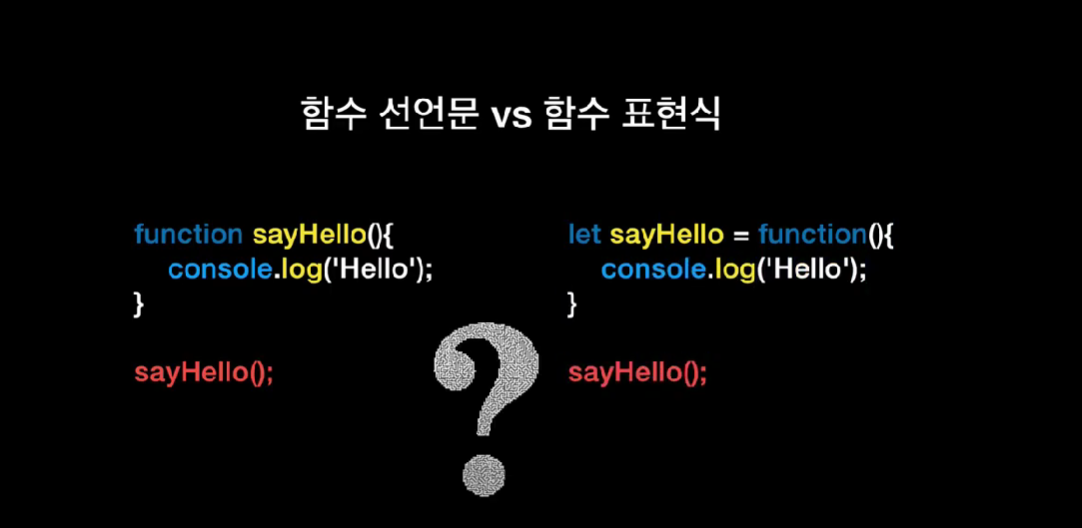 함수 선언문 vs 함수 표현식
function sayHello(){
console.log('Hello');
}
sayHello();
let sayHello = function(){
console.log('Hello');
}
sayHello();
?